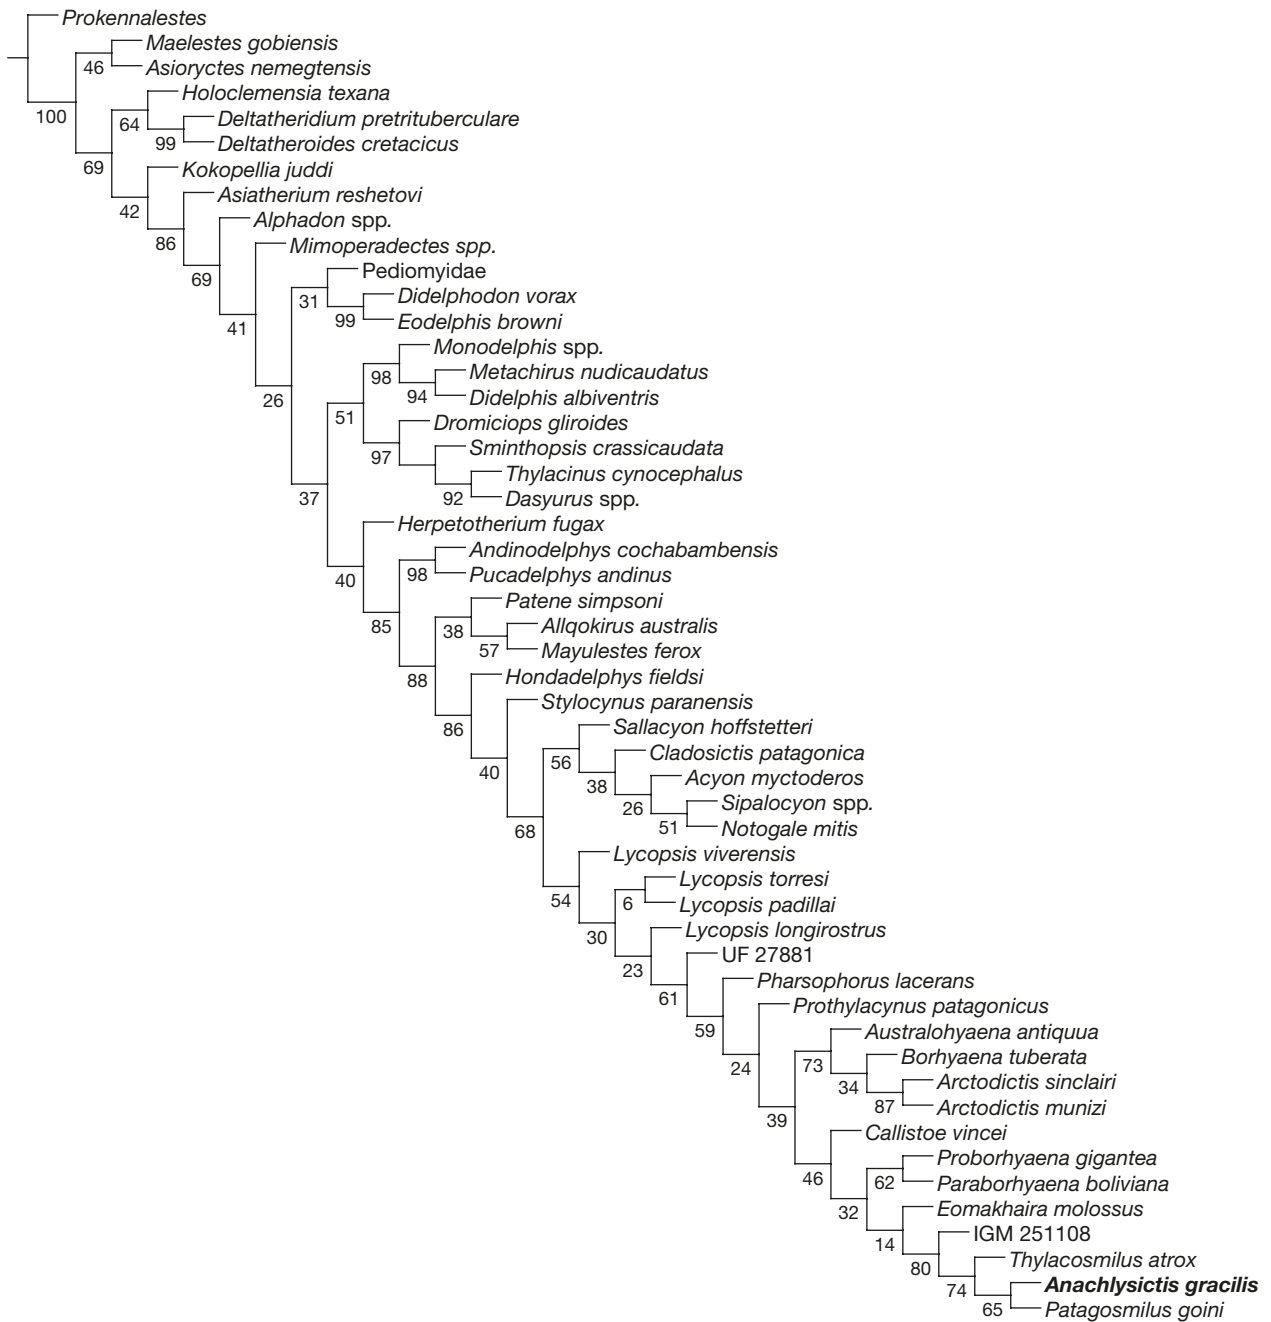 Prokennalestes
Maelestes gobiensis
46
Asioryctes nemegtensis
Holoclemensia texana
100
64
Deltatheridium pretrituberculare
99
Deltatheroides cretacicus
69
Kokopellia juddi
Asiatherium reshetovi
42
Alphadon spp.
86
Mimoperadectes spp.
69
Pediomyidae
31
Didelphodon vorax
99
Eodelphis browni
41
Monodelphis spp.
98
Metachirus nudicaudatus
94
Didelphis albiventris
26
51
Dromiciops gliroides
Sminthopsis crassicaudata
97
Thylacinus cynocephalus
37
92
Dasyurus spp.
Herpetotherium fugax
Andinodelphys cochabambensis
40
98
Pucadelphys andinus
Patene simpsoni
85
38
Allqokirus australis
57
Mayulestes ferox
88
Hondadelphys fieldsi
Stylocynus paranensis
86
Sallacyon hoffstetteri
Cladosictis patagonica
40
56
Acyon myctoderos
38
Sipalocyon spp.
26
Notogale mitis
68
51
Lycopsis viverensis
Lycopsis torresi
54
6
Lycopsis padillai
Lycopsis longirostrus
30
UF 27881
23
Pharsophorus lacerans
61
Prothylacynus patagonicus
59
Australohyaena antiquua
Borhyaena tuberata
24
73
Arctodictis sinclairi
34
Arctodictis munizi
87
39
Callistoe vincei
Proborhyaena gigantea
46
62
Paraborhyaena boliviana
32
Eomakhaira molossus
IGM 251108
14
Thylacosmilus atrox
80
Anachlysictis gracilis
74
65
Patagosmilus goini